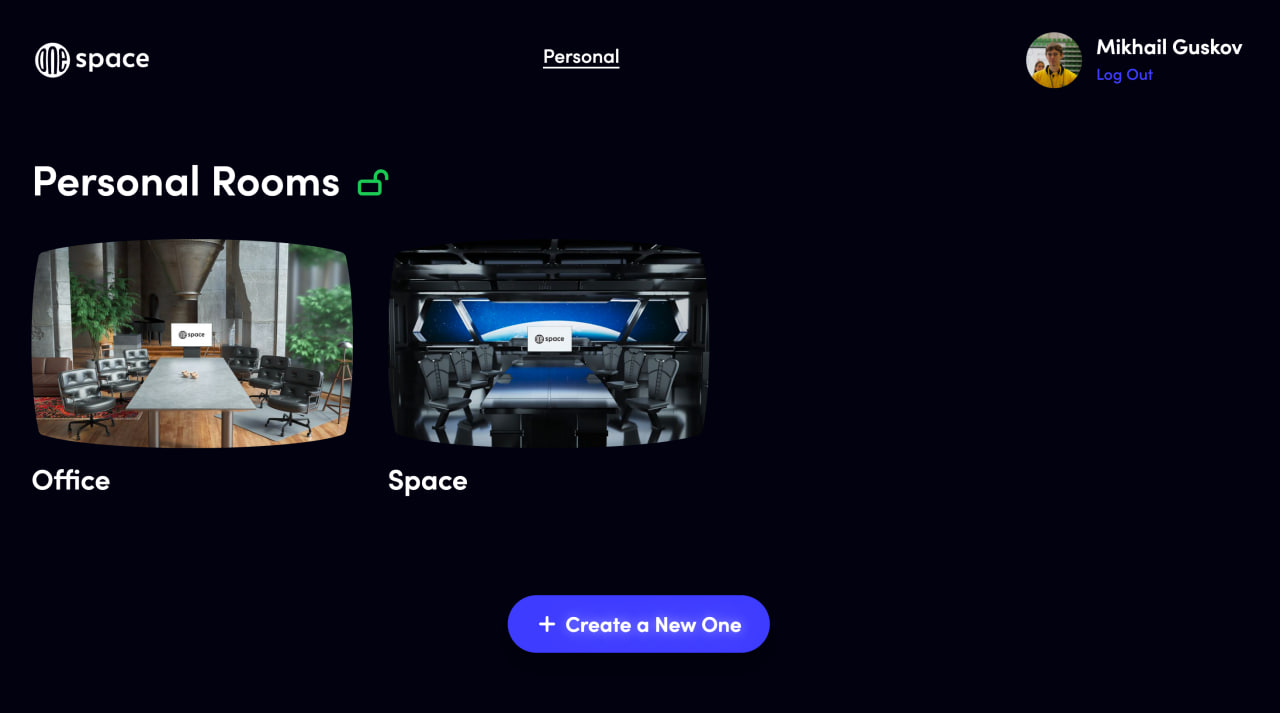 ONE space
Personal
Mikhail Guskov
Log Out
Personal Rooms
space
space
Office
Space
+ Create a New One